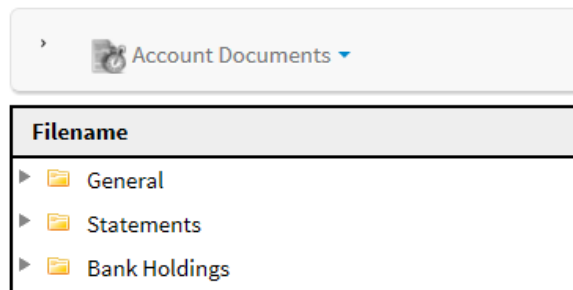 Account Documents
Filename
General
Statements
Bank Holdings